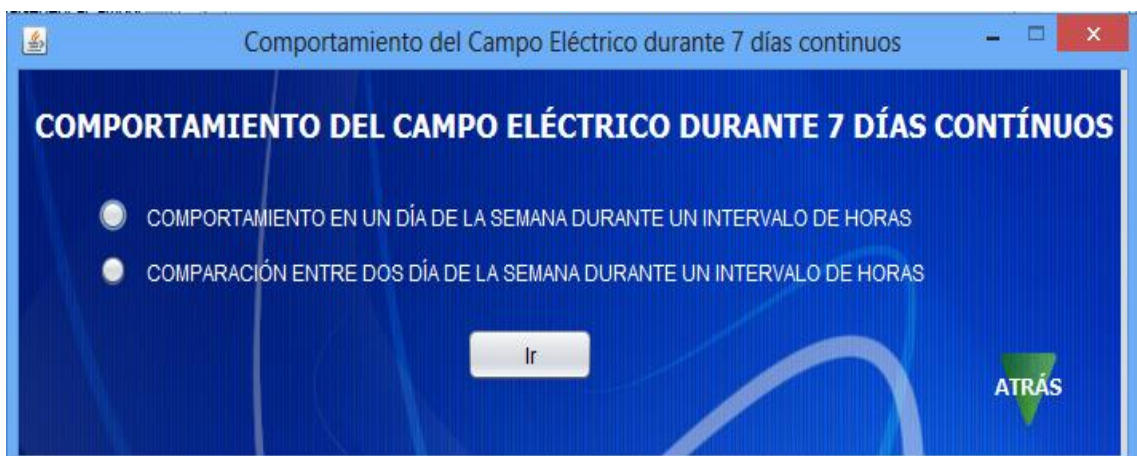 Comportamiento del Campo Eléctrico durante 7 días continuos
COMPORTAMIENTO DEL CAMPO ELÉCTRICO DURANTE 7 DÍAS CONTÍNUOS
COMPORTAMIENTO EN UN DÍA DE LA SEMANA DURANTE UN INTERVALO DE HORAS
COMPARACIÓN ENTRE DOS DÍA DE LA SEMANA DURANTE UN INTERVALO DE HORAS
Ir
ATRÁS